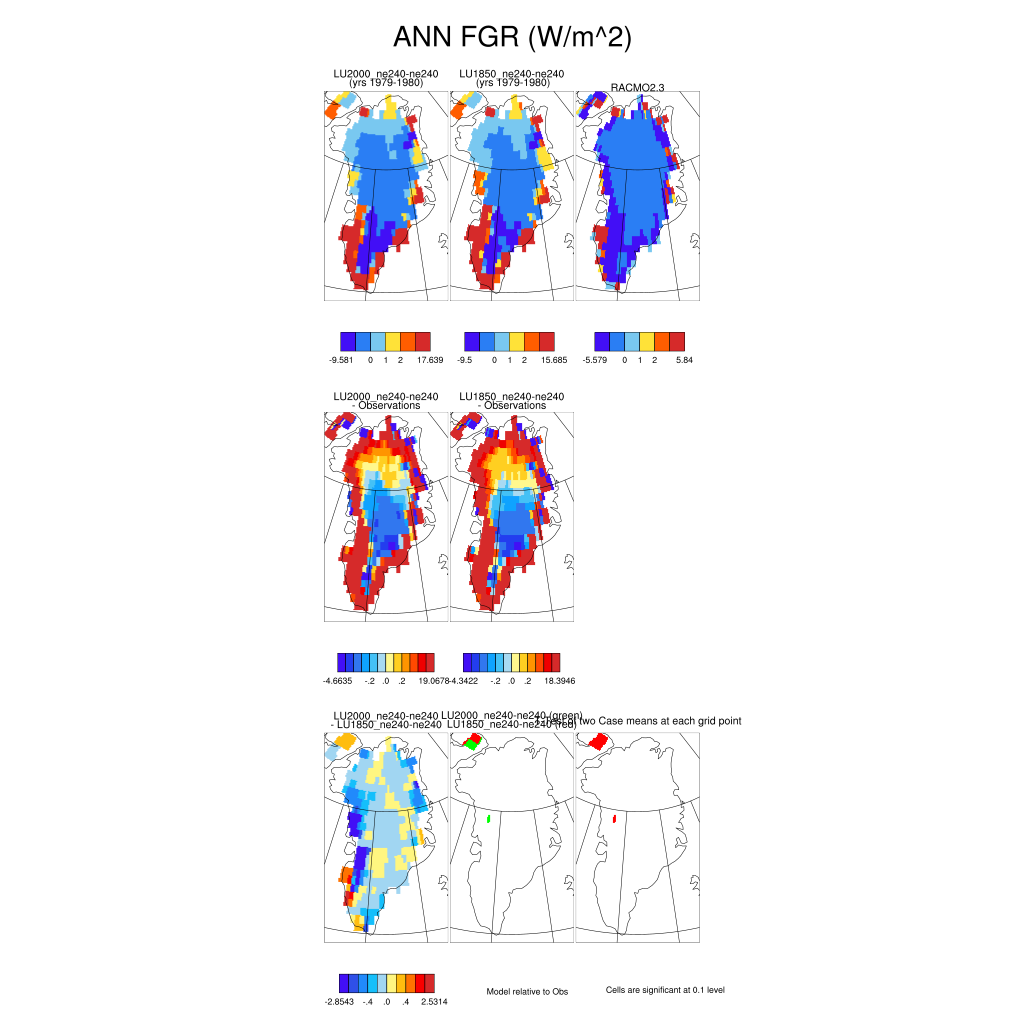 ANN FGR (W/m^2)
LU2000_ne240-ne240
(yrs 1979-1980)
LU1850_ne240-ne240
(yrs 1979-1980)
RACMO2.3
-9.581 0 1 2 17.639
-9.5 0 1 2 15.685
-5.579 0 1 2 5.84
LU2000_ne240-ne240
- Observations
LU1850_ne240-ne240
- Observations
-4.6635 -.2 .0 .2 19.0678
-4.3422 -.2 .0 .2 18.3946
LU2000_ne240-ne240
- LU1850_ne240-ne240
LU2000_ne240-ne240 (green)
LU1850_ne240-ne240 (red)
T-Test of two Case means at each grid point
-2.8543 -.4 .0 .4 2.5314
Model relative to Obs
Cells are significant at 0.1 level